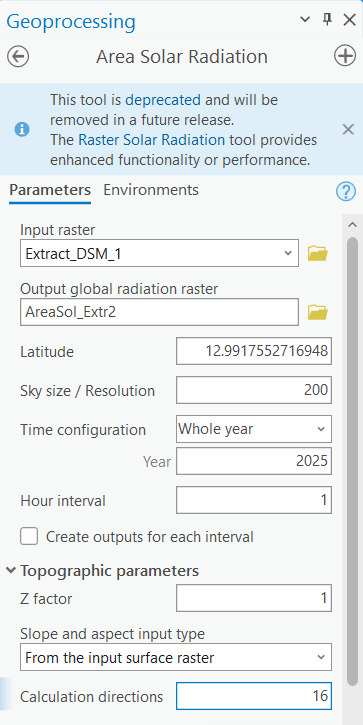 Geoprocessing
Area Solar Radiation
This tool is deprecated and will be
removed in a future release.
The Raster Solar Radiation tool provides
enhanced functionality or performance.
Parameters Environments
Input raster
Extract_DSM_1
Output global radiation raster
AreaSol_Extr2
Latitude 12.9917552716948
Sky size / Resolution 200
Time configuration Whole year
Year 2025
Hour interval 1
Create outputs for each interval
Topographic parameters
Z factor 1
Slope and aspect input type
From the input surface raster
Calculation directions 16